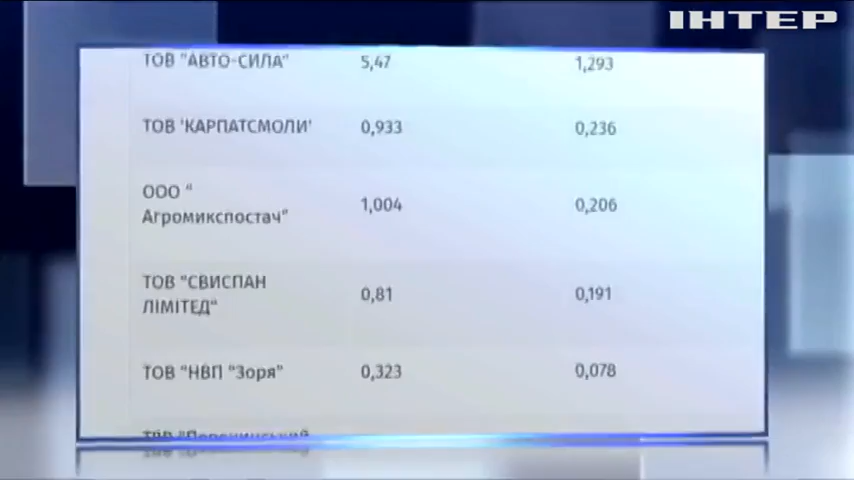 ІНТЕР
ТОВ "АВТО-СИЛА" 5,47 1,293
ТОВ 'КАРПАТСМОЛИ' 0,933 0,236
ООО “
Агромикспостач” 1,004 0,206
ТОВ "СВИСПАН
ЛІМІТЕД“ 0,81 0,191
ТОВ "НВП "Зоря" 0,323 0,078
ТОВ